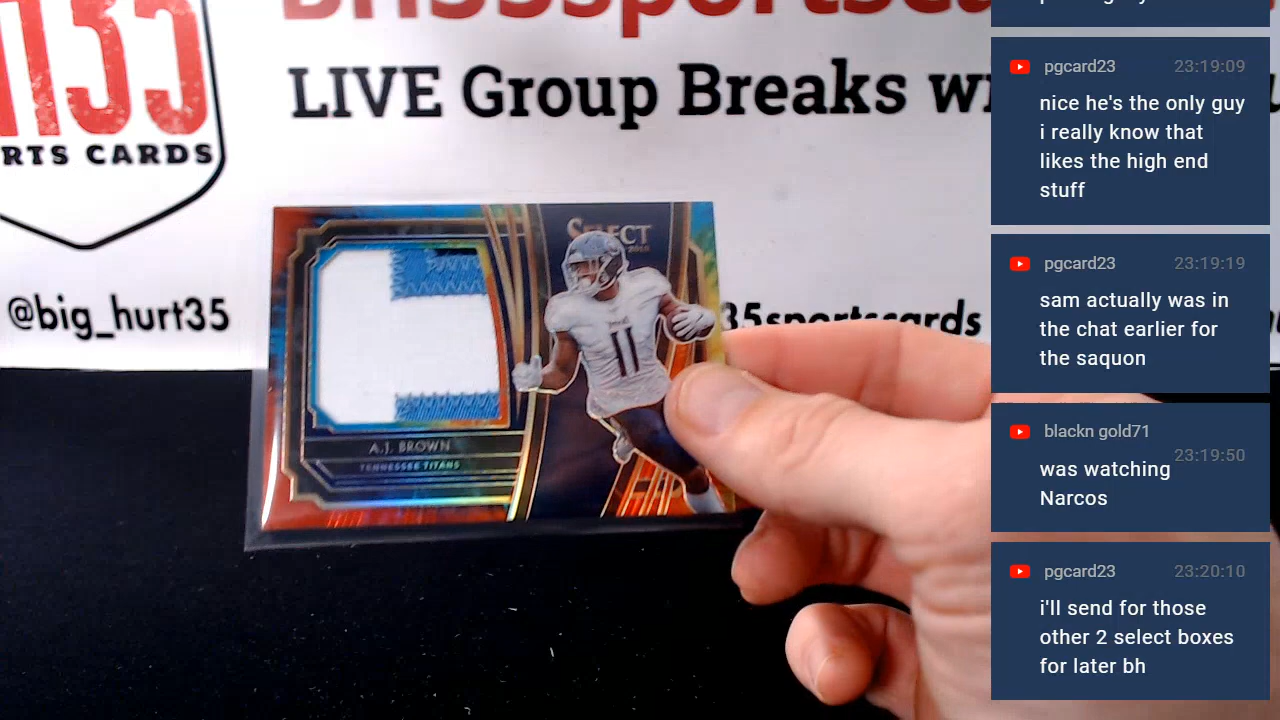 LIVE Group Breaks
RTS CARDS
@big_hurt35
35sportscards
SELECT
11
A.J. BROWN
TENNESSEE TITANS
pgcard23 23:19:09
nice he's the only guy
i really know that
likes the high end
stuff
pgcard23 23:19:19
sam actually was in
the chat earlier for
the saquon
blackn gold71
23:19:50
was watching
Narcos
pgcard23 23:20:10
i'll send for those
other 2 select boxes
for later bh